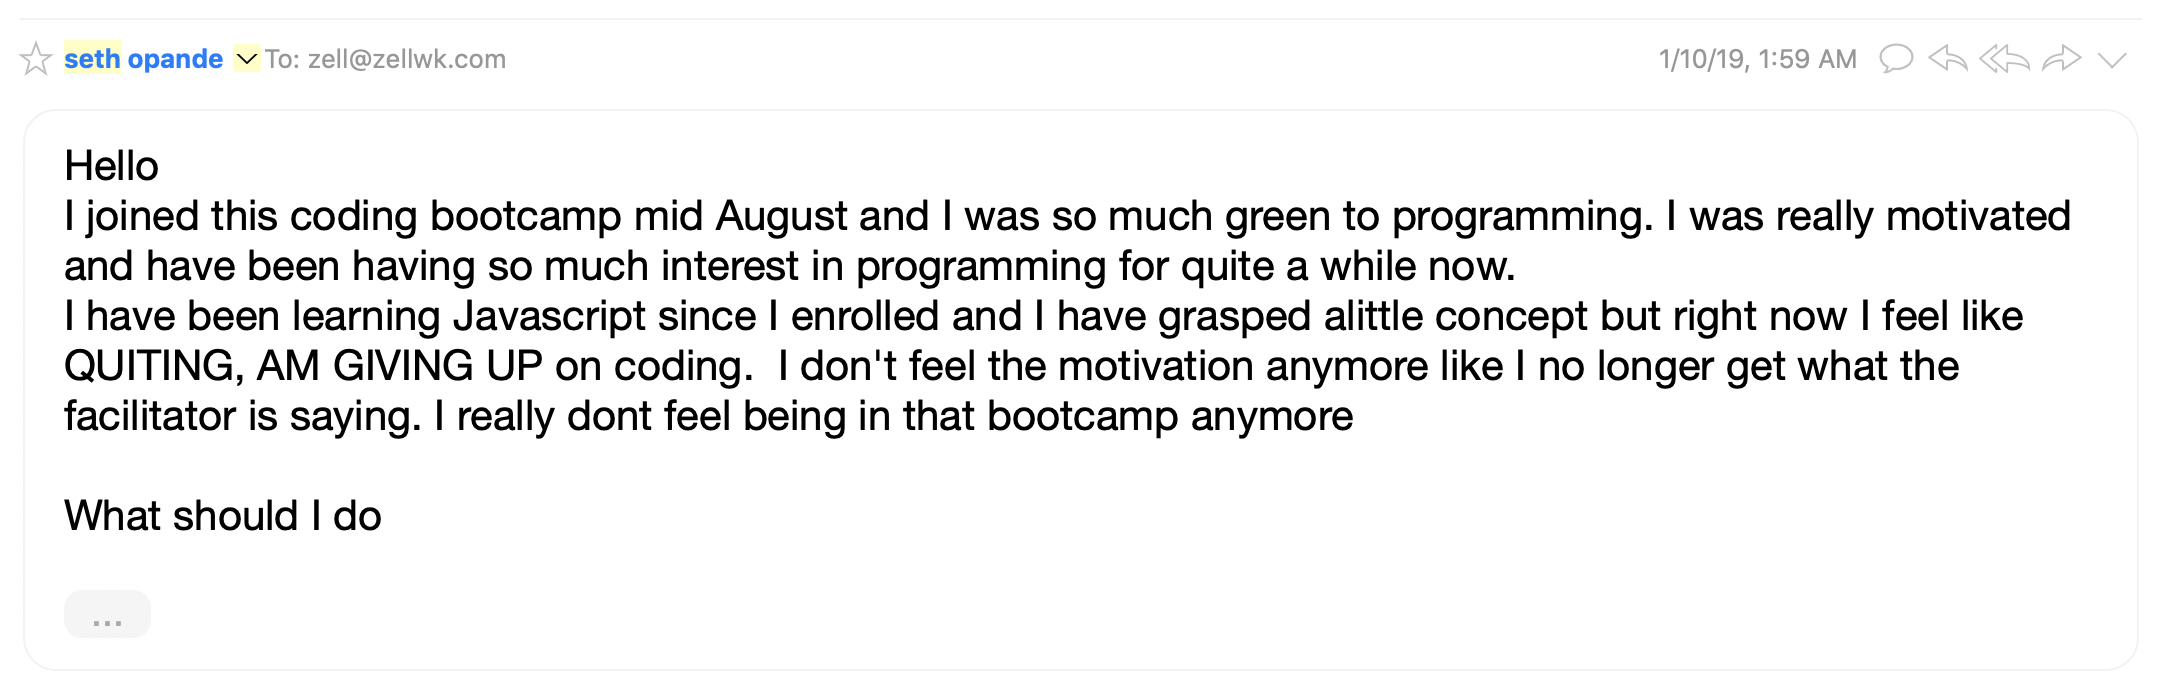 seth opande To: zell@zellwk.com 1/10/19, 1:59 AM
Hello
I joined this coding bootcamp mid August and I was so much green to programming. I was really motivated
and have been having so much interest in programming for quite a while now.
I have been learning Javascript since I enrolled and I have grasped alittle concept but right now I feel like
QUITING, AM GIVING UP on coding.  I don't feel the motivation anymore like I no longer get what the
facilitator is saying. I really dont feel being in that bootcamp anymore
What should I do
...